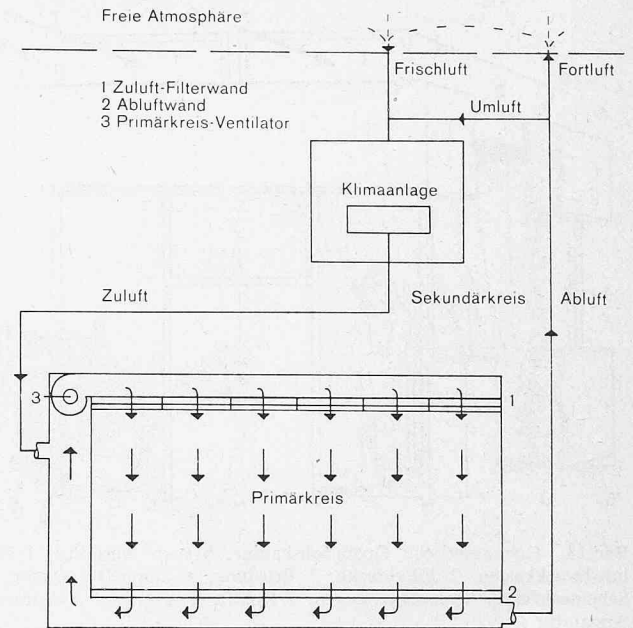 Freie Atmosphäre
Frischluft
Fortluft
1 Zuluft-Filterwand
2 Abluftwand
3 Primärkreis-Ventilator
Umluft
Klimaanlage
Zuluft
Sekundärkreis
Abluft
3
1
Primärkreis
2